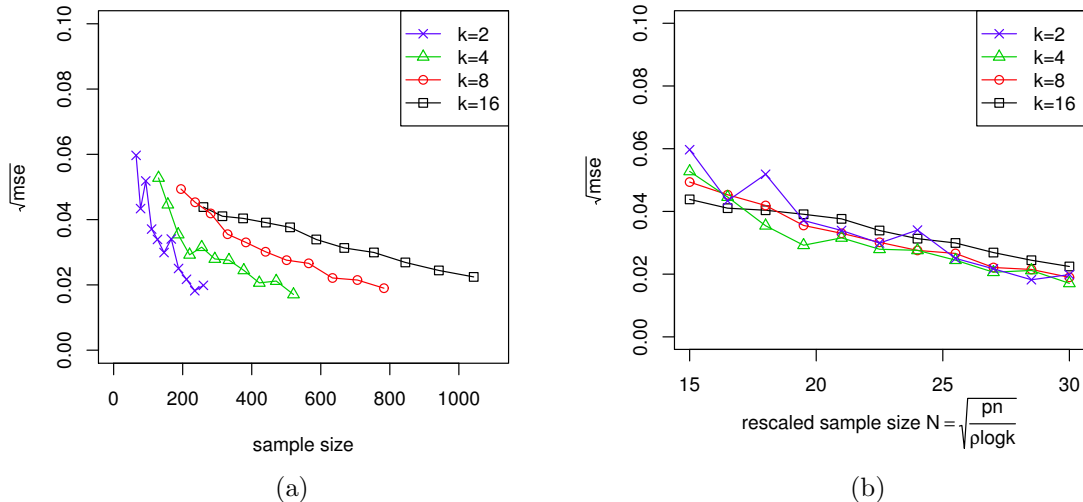 0.10
0.08
0.06
0.04
0.02
0.00
√mse
k=2
k=4
k=8
k=16
0 200 400 600 800 1000
sample size
(a)
0.10
0.08
0.06
0.04
0.02
0.00
√mse
k=2
k=4
k=8
k=16
15 20 25 30
rescaled sample size N = √(pn / ρlogk)
(b)